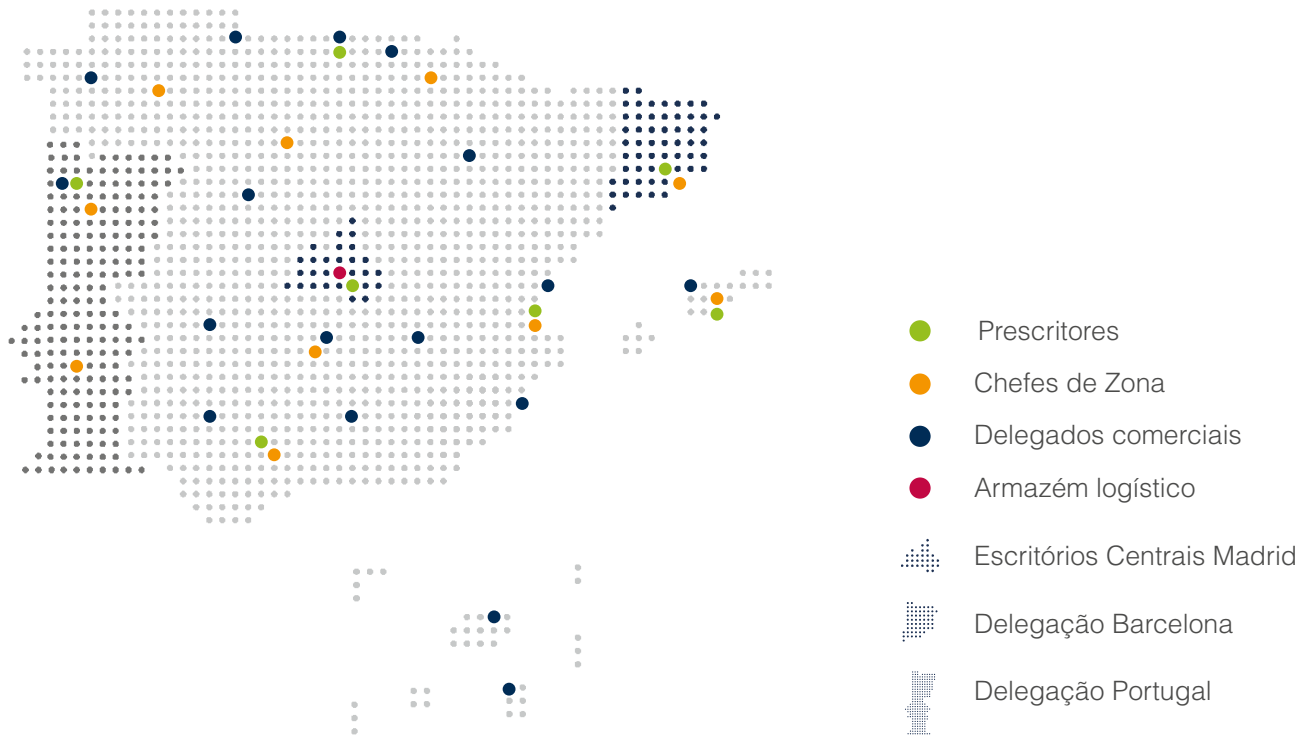 Prescritores
Chefes de Zona
Delegados comerciais
Armazém logístico
Escritórios Centrais Madrid
Delegação Barcelona
Delegação Portugal